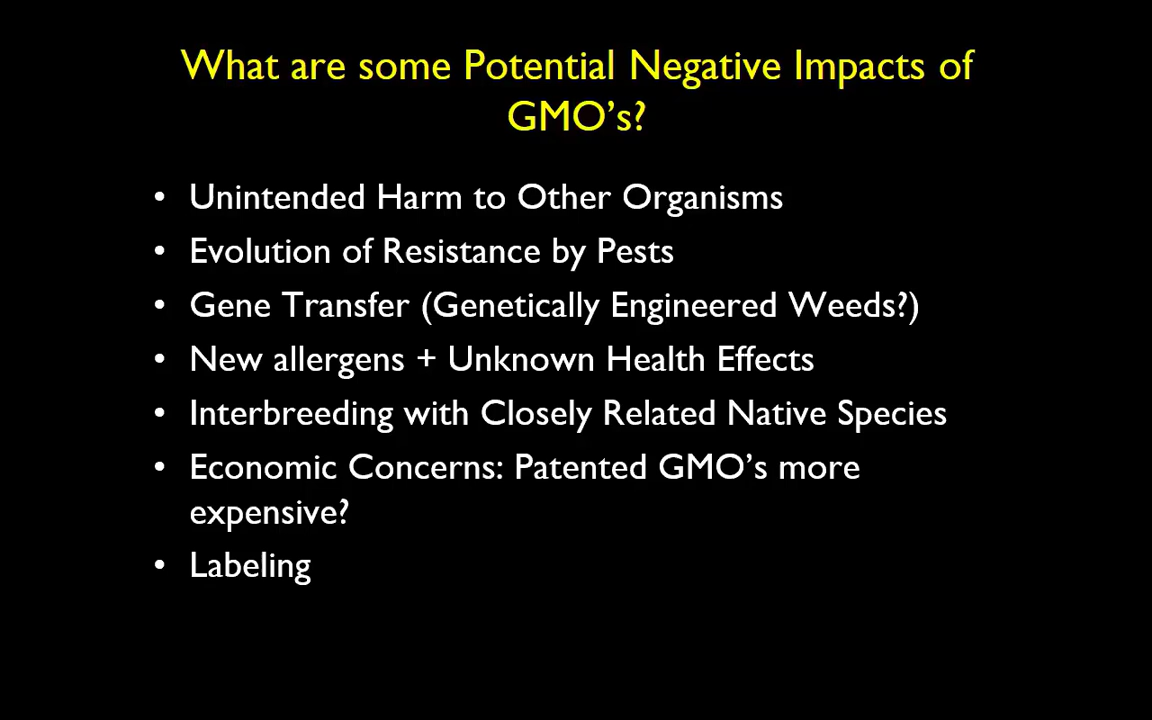 What are some Potential Negative Impacts of
GMO’s?
• Unintended Harm to Other Organisms
• Evolution of Resistance by Pests
• Gene Transfer (Genetically Engineered Weeds?)
• New allergens + Unknown Health Effects
• Interbreeding with Closely Related Native Species
• Economic Concerns: Patented GMO’s more
expensive?
• Labeling